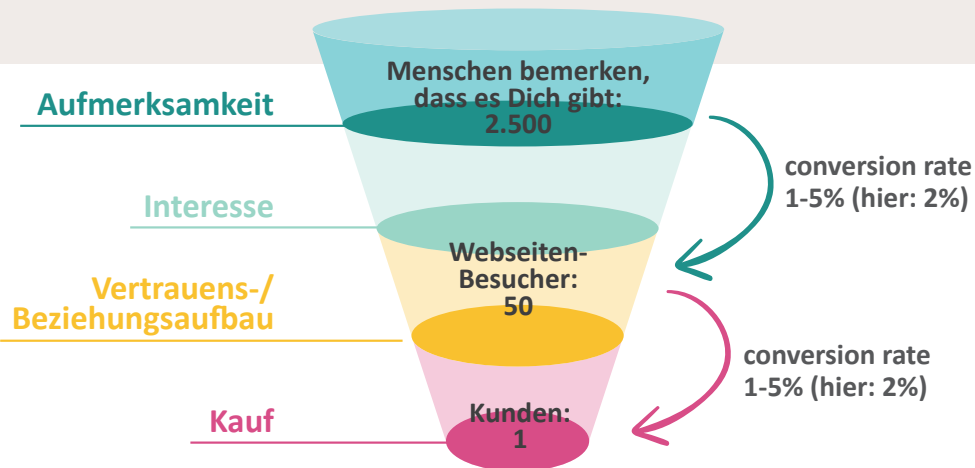 Menschen bemerken,
dass es Dich gibt:
2.500
Aufmerksamkeit
conversion rate
1-5% (hier: 2%)
Interesse
Webseiten-
Besucher:
50
Vertrauens-/
Beziehungsaufbau
conversion rate
1-5% (hier: 2%)
Kunden:
1
Kauf